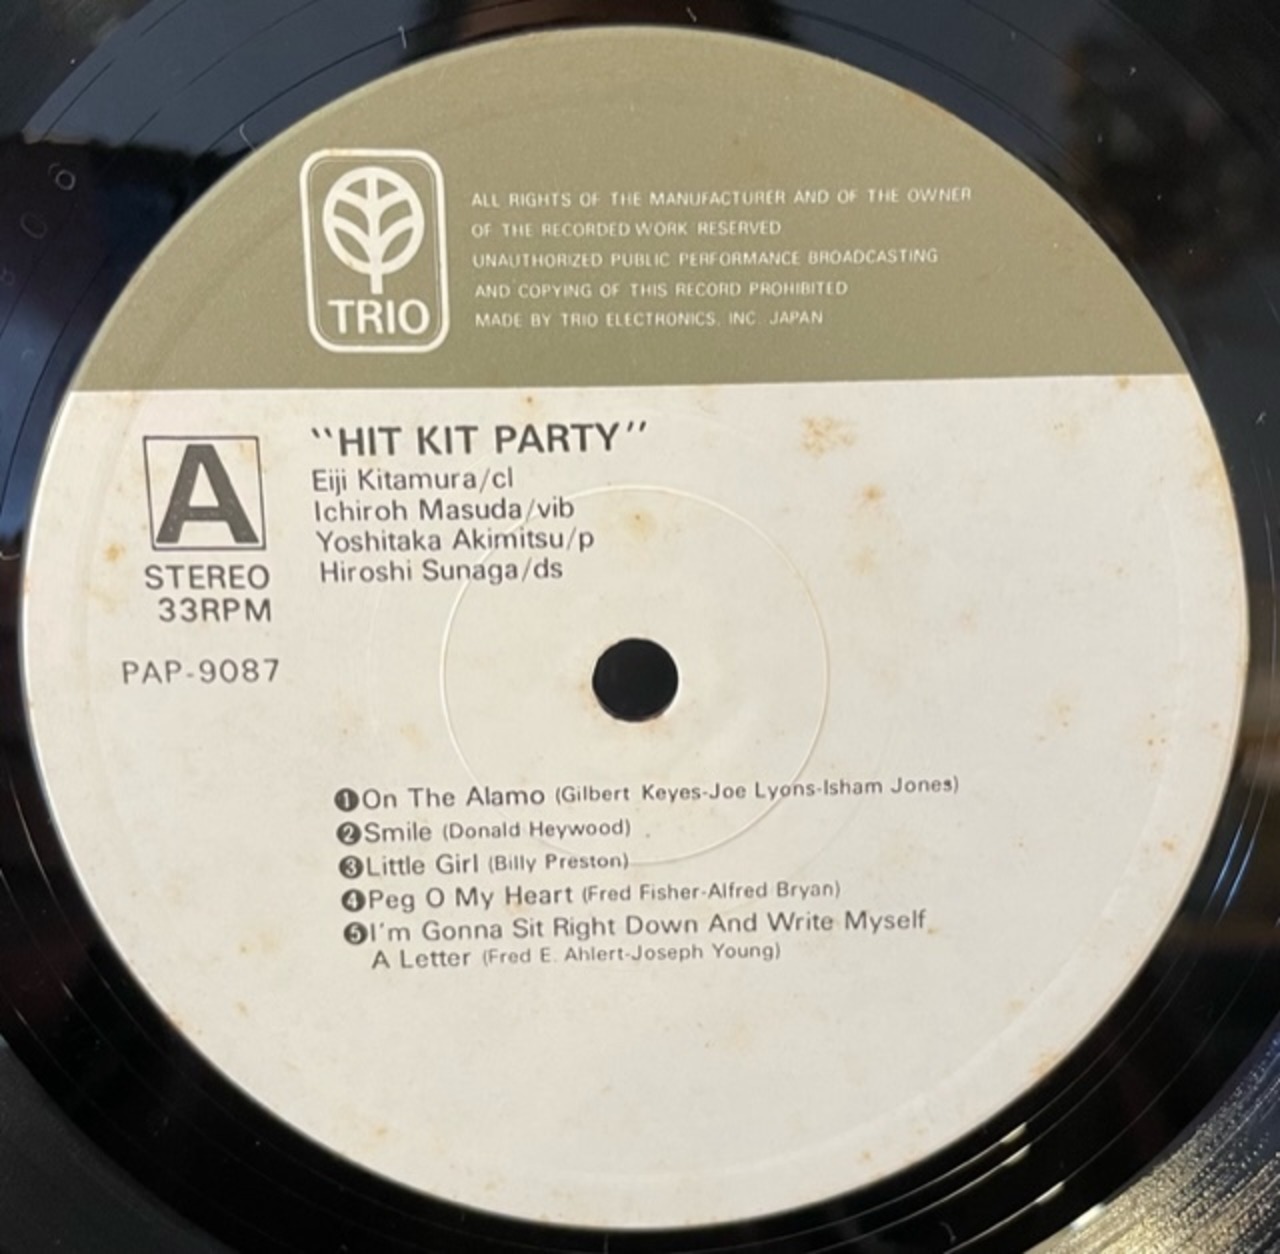 TRIO
ALL RIGHTS OF THE MANUFACTURER AND OF THE OWNER
OF THE RECORDED WORK RESERVED
UNAUTHORIZED PUBLIC PERFORMANCE BROADCASTING
AND COPYING OF THIS RECORD PROHIBITED
MADE BY TRIO ELECTRONICS, INC. JAPAN
A
STEREO
33RPM
PAP-9087
"HIT KIT PARTY"
Eiji Kitamura/cl
Ichiroh Masuda/vib
Yoshitaka Akimitsu/p
Hiroshi Sunaga/ds
❶On The Alamo (Gilbert Keyes-Joe Lyons-Isham Jones)
❷Smile (Donald Heywood)
❸Little Girl (Billy Preston)
❹Peg O My Heart (Fred Fisher-Alfred Bryan)
❺I'm Gonna Sit Right Down And Write Myself
A Letter (Fred E. Ahlert-Joseph Young)